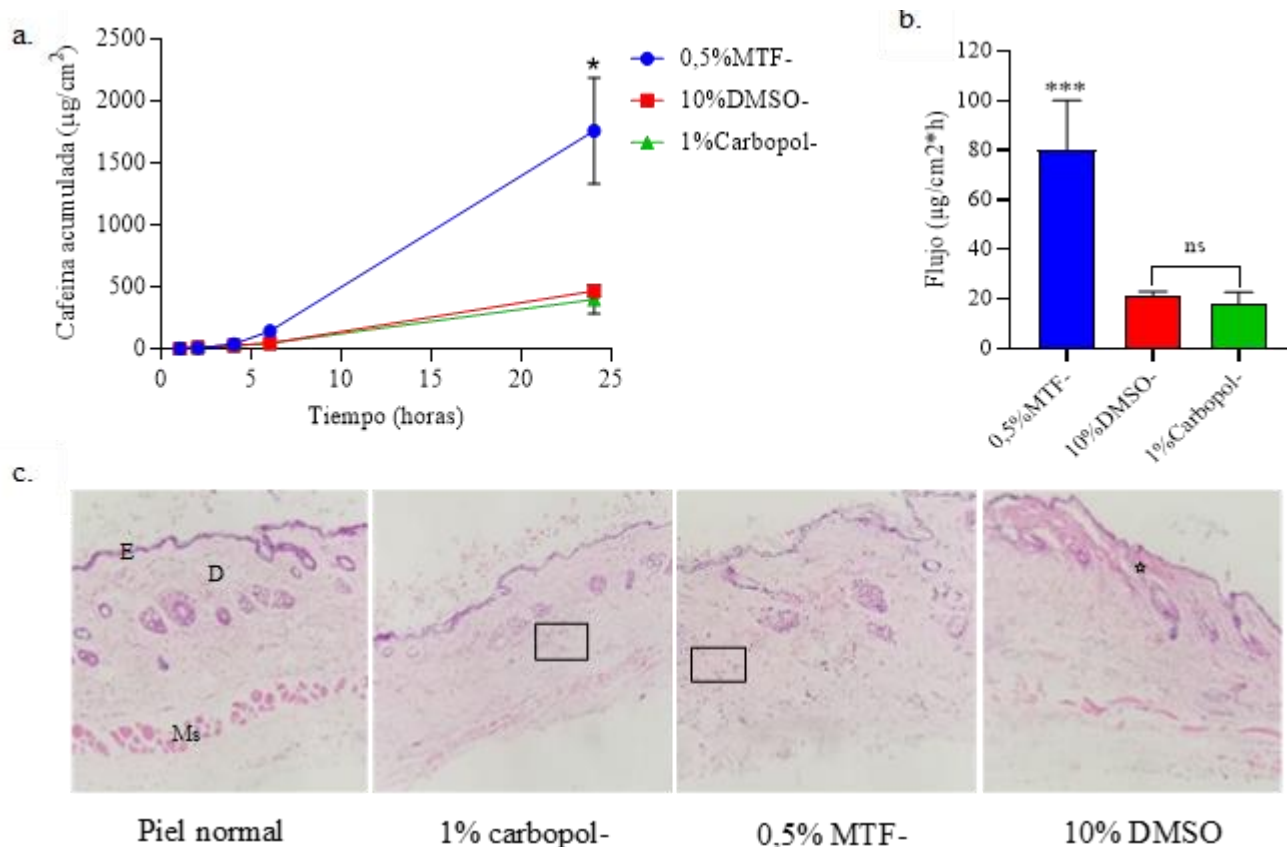 a.
Cafeina acumulada (µg/cm²)
2500
2000
1500
1000
500
0
0
5
10
15
20
25
Tiempo (horas)
*
0,5%MTF-
10%DMSO-
1%Carbopol-
b.
Flujo (µg/cm2*h)
120
100
80
60
40
20
0
***
ns
0,5%MTF-
10%DMSO-
1%Carbopol-
c.
E
D
Ms
Piel normal
1% carbopol-
0,5% MTF-
10% DMSO